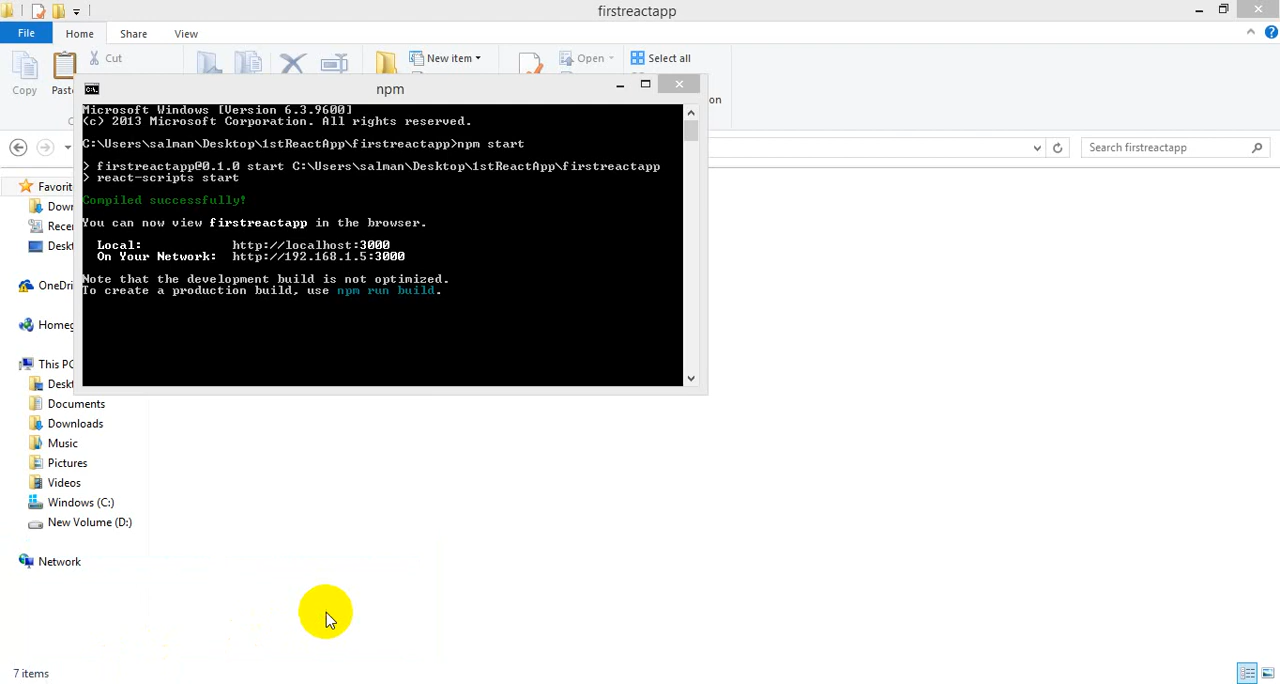 firstreactapp
File Home Share View
Cut
New item
Open
Select all
Copy
npm
Microsoft Windows [Version 6.3.9600]
(c) 2013 Microsoft Corporation. All rights reserved.
C:\Users\salman\Desktop\1stReactApp\firstreactapp>npm start
> firstreactapp@0.1.0 start C:\Users\salman\Desktop\1stReactApp\firstreactapp
> react-scripts start
Compiled successfully!
You can now view firstreactapp in the browser.
Local: http://localhost:3000
On Your Network: http://192.168.1.5:3000
Note that the development build is not optimized.
To create a production build, use npm run build.
Search firstreactapp
Favorit
Down
Rece
Deskt
OneDri
Homeg
This PC
Deskt
Documents
Downloads
Music
Pictures
Videos
Windows (C:)
New Volume (D:)
Network
7 items